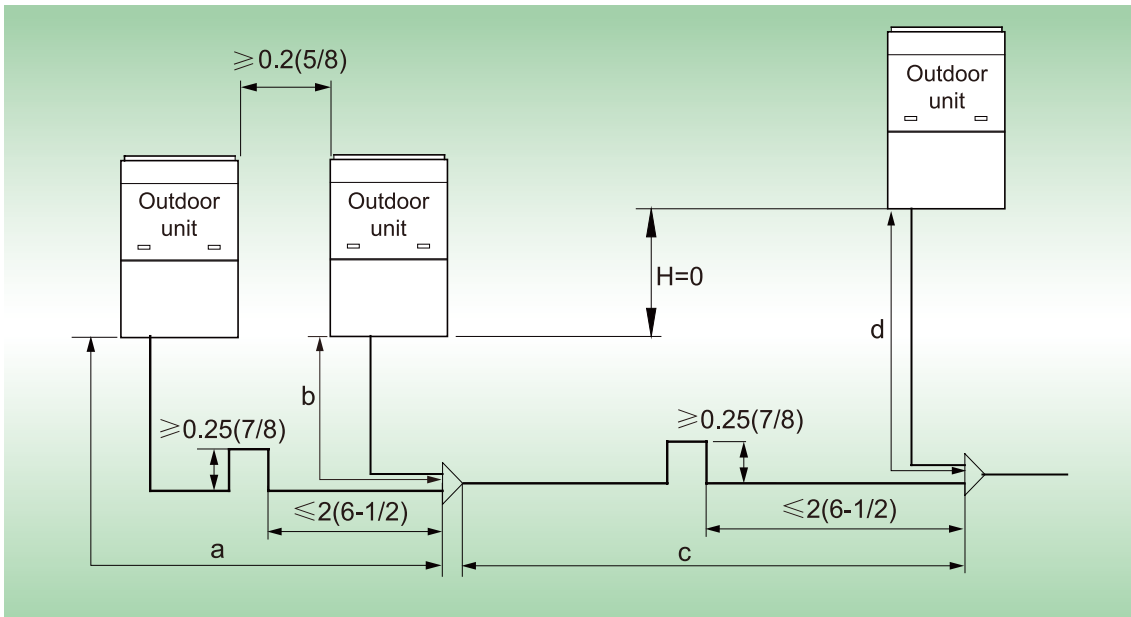 ≥0.2(5/8)
Outdoor
unit
Outdoor
unit
Outdoor
unit
H=0
d
b
≥0.25(7/8)
≥0.25(7/8)
≤2(6-1/2)
≤2(6-1/2)
a
c